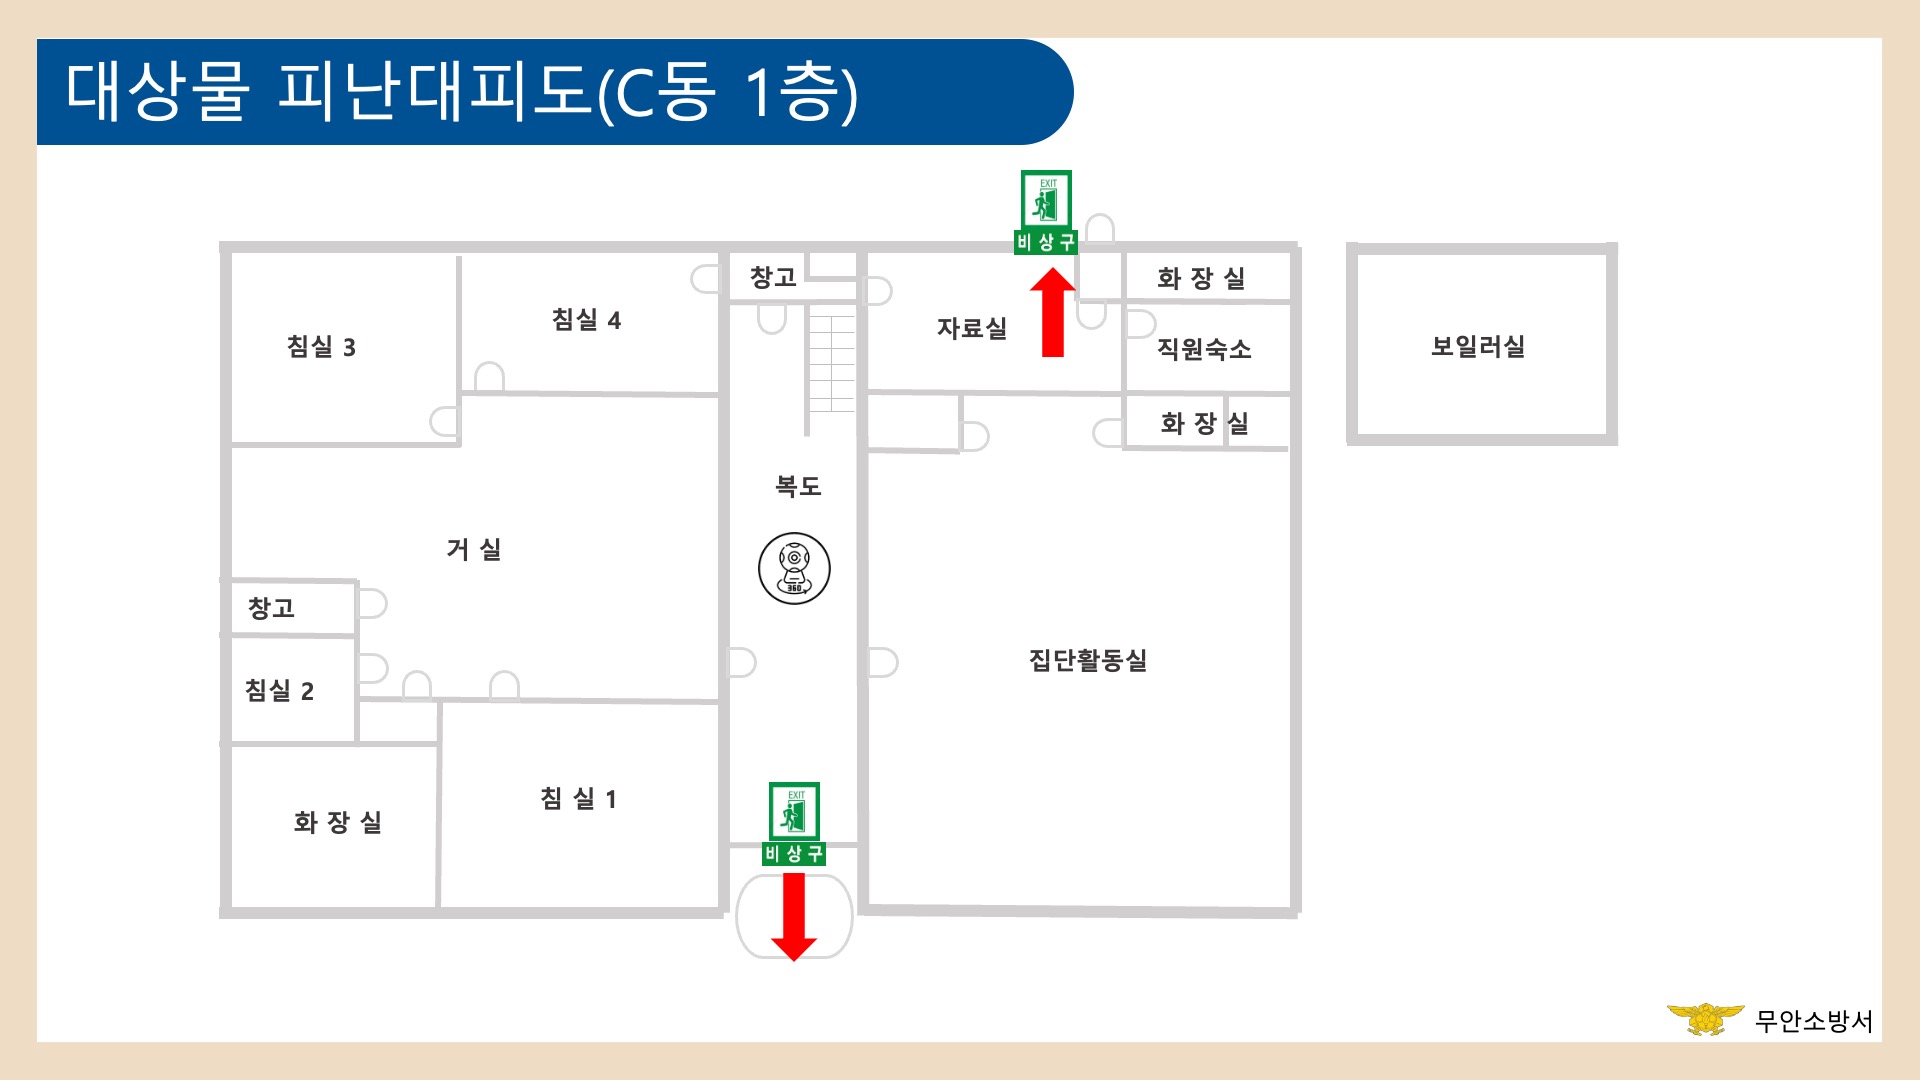 대상물 피난대피도(C동 1층)
EXIT
비상구
창고
화 장 실
침실 4
침실 3
자료실
직원숙소
보일러실
화 장 실
복도
거 실
360
창고
집단활동실
침실 2
침 실 1
화 장 실
EXIT
비상구
무안소방서